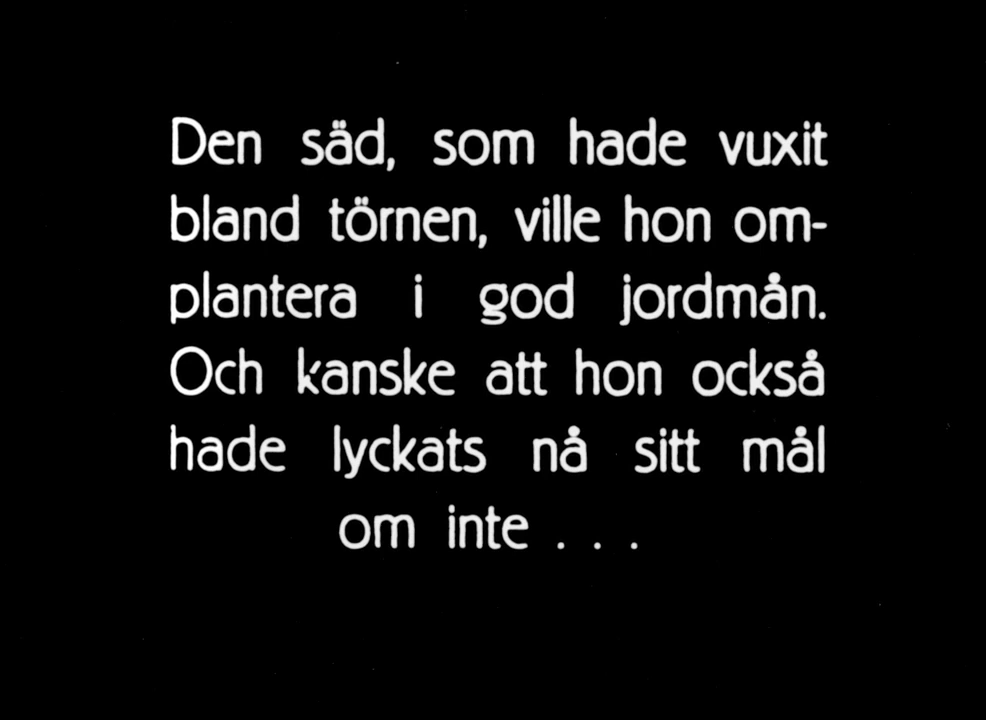 Den säd, som hade vuxit
bland törnen, ville hon om-
plantera i god jordmån.
Och kanske att hon också
hade lyckats nå sitt mål
om inte . . .